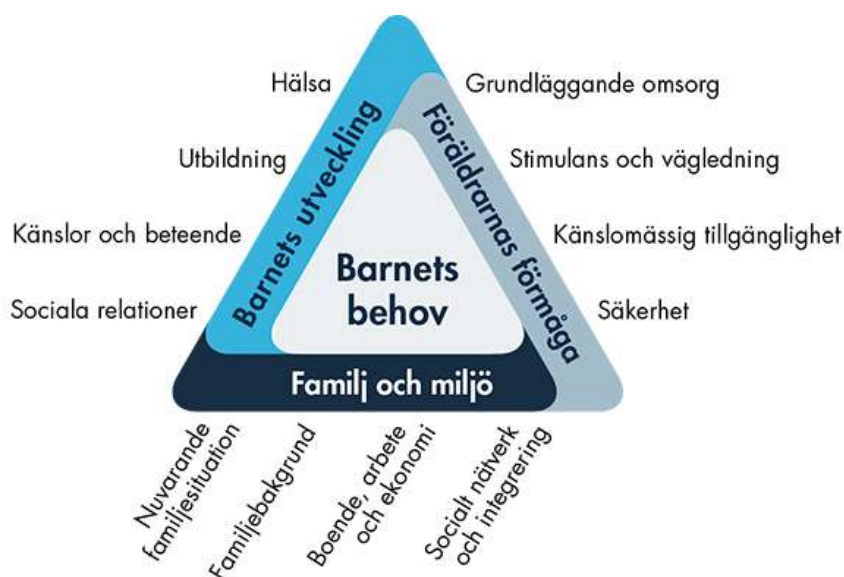 Hälsa
Utbildning
Känslor och beteende
Sociala relationer
Barnets utveckling
Grundläggande omsorg
Stimulans och vägledning
Känslomässig tillgänglighet
Säkerhet
Föräldrarnas förmåga
Barnets
behov
Familj och miljö
Nuvarande
familjesituation
Familjebakgrund
Boende, arbete
och ekonomi
Socialt nätverk
och integrering